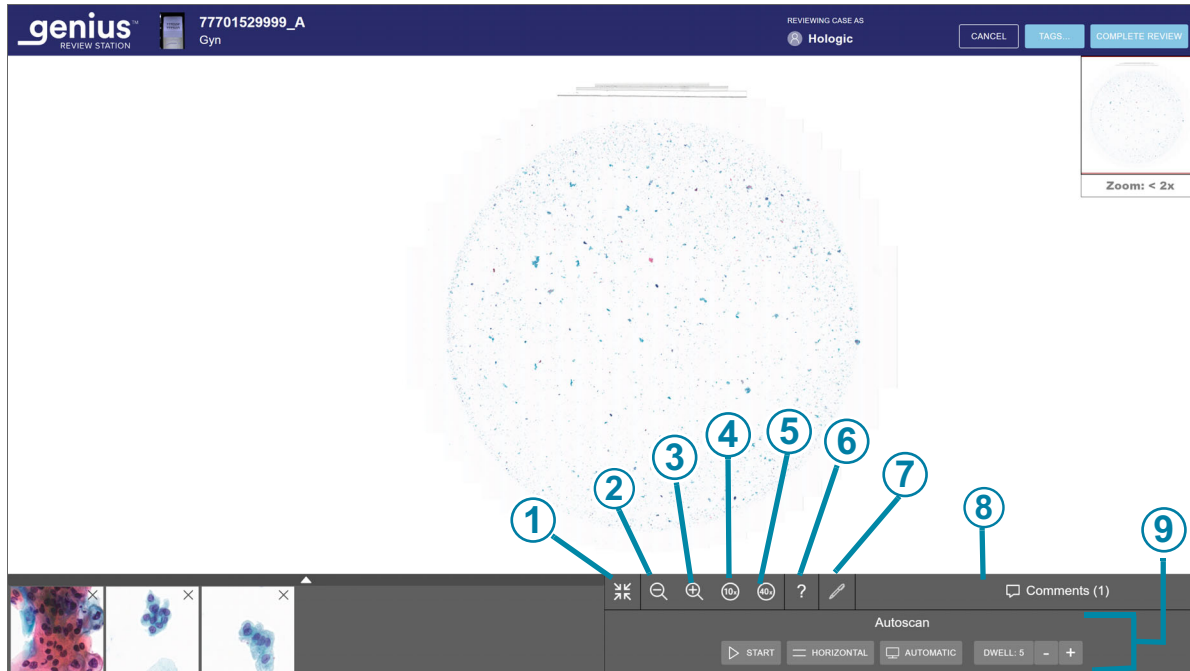 genius™
REVIEW STATION
77701529999_A
Gyn
REVIEWING CASE AS
Hologic
CANCEL
TAGS...
COMPLETE REVIEW
Zoom: < 2x
1
2
3
4
5
6
7
8
9
10x
40x
?
Comments (1)
Autoscan
START
HORIZONTAL
AUTOMATIC
DWELL: 5
-
+